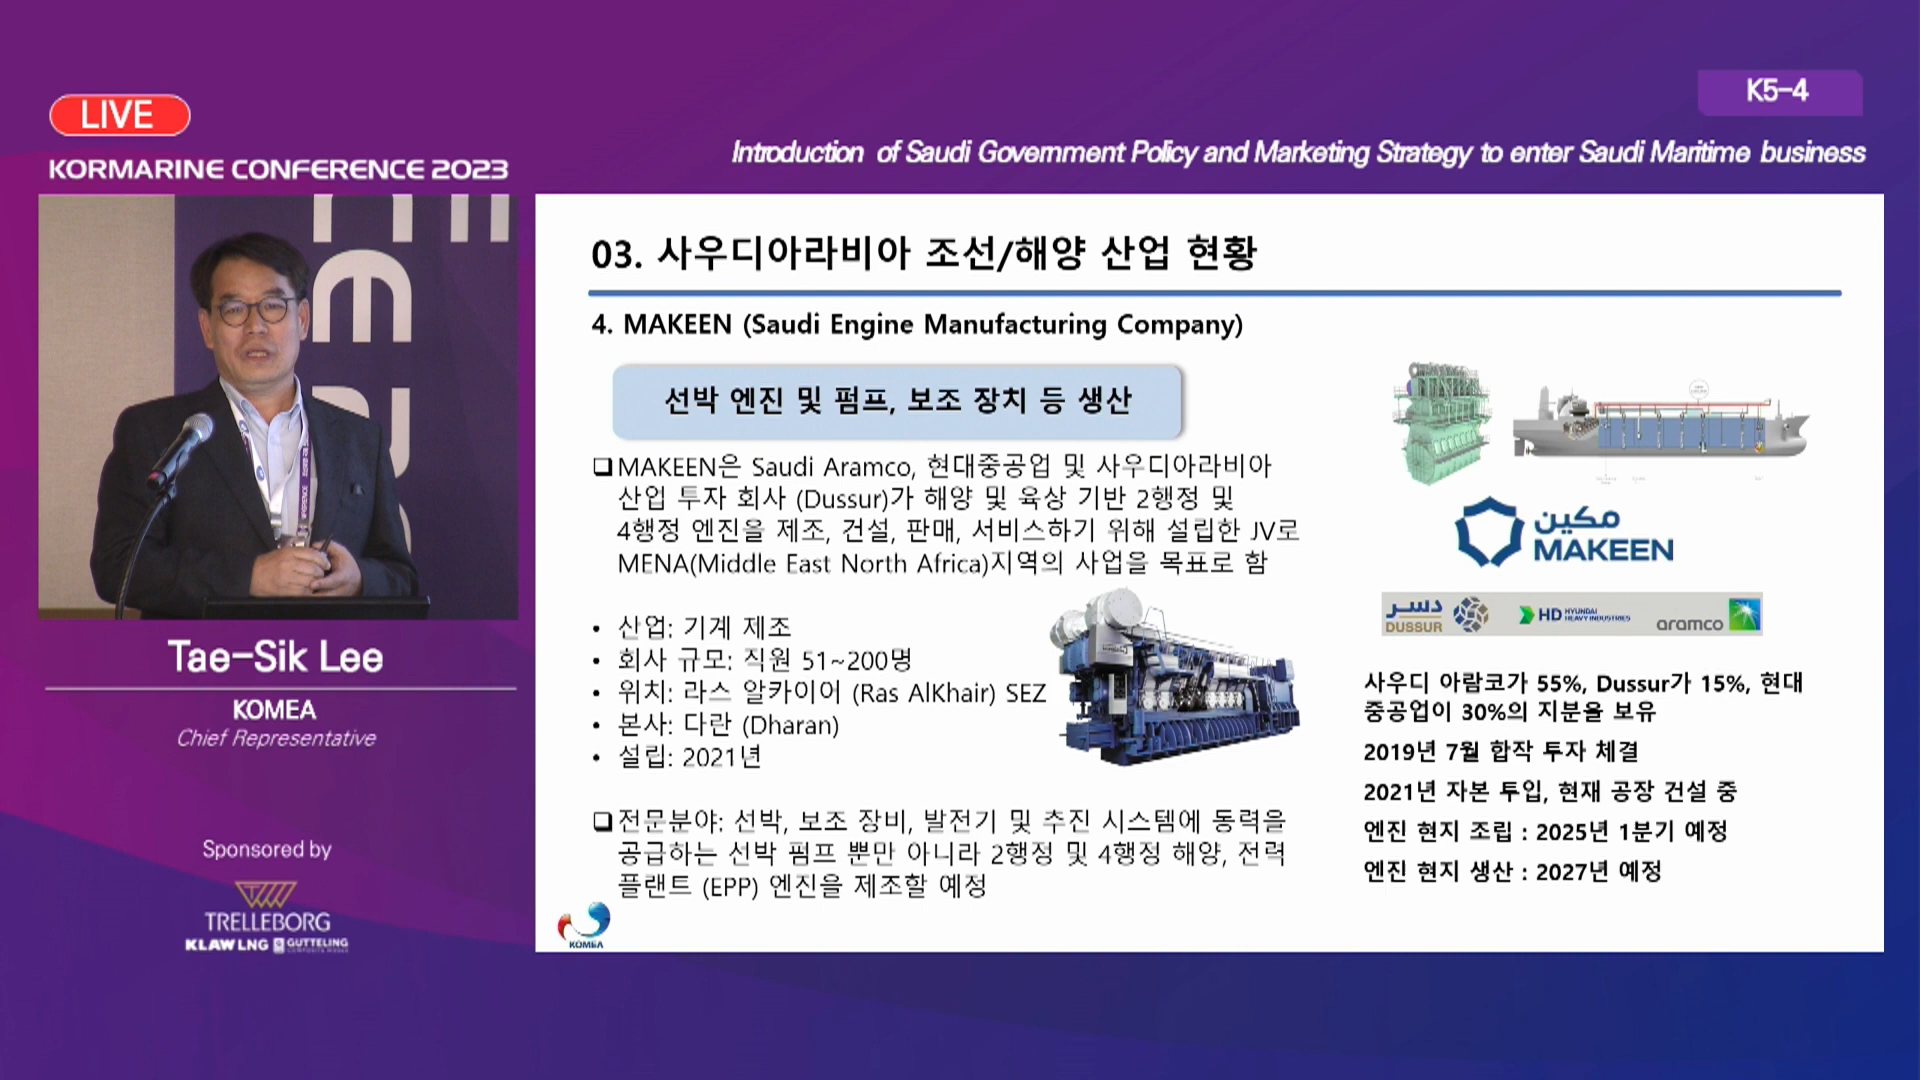 LIVE
KORMARINE CONFERENCE 2023
K5-4
Introduction of Saudi Government Policy and Marketing Strategy to enter Saudi Maritime business
Tae-Sik Lee
KOMEA
Chief Representative
Sponsored by
TRELLEBORG
KLAW LNG GUTTELING
03. 사우디아라비아 조선/해양 산업 현황
4. MAKEEN (Saudi Engine Manufacturing Company)
선박 엔진 및 펌프, 보조 장치 등 생산
❑MAKEEN은 Saudi Aramco, 현대중공업 및 사우디아라비아
산업 투자 회사 (Dussur)가 해양 및 육상 기반 2행정 및
4행정 엔진을 제조, 건설, 판매, 서비스하기 위해 설립한 JV로
MENA(Middle East North Africa)지역의 사업을 목표로 함
• 산업: 기계 제조
• 회사 규모: 직원 51~200명
• 위치: 라스 알카이이 (Ras AlKhair) SEZ
• 본사: 다란 (Dharan)
• 설립: 2021년
❑전문분야: 선박, 보조 장비, 발전기 및 추진 시스템에 동력을
공급하는 선박 펌프 뿐만 아니라 2행정 및 4행정 해양, 전력
플랜트 (EPP) 엔진을 제조할 예정
KOMEA
مكين
MAKEEN
دسر
DUSSUR
HD HYUNDAI
HEAVY INDUSTRIES
aramco
사우디 아람코가 55%, Dussur가 15%, 현대
중공업이 30%의 지분을 보유
2019년 7월 합작 투자 체결
2021년 자본 투입, 현재 공장 건설 중
엔진 현지 조립 : 2025년 1분기 예정
엔진 현지 생산 : 2027년 예정